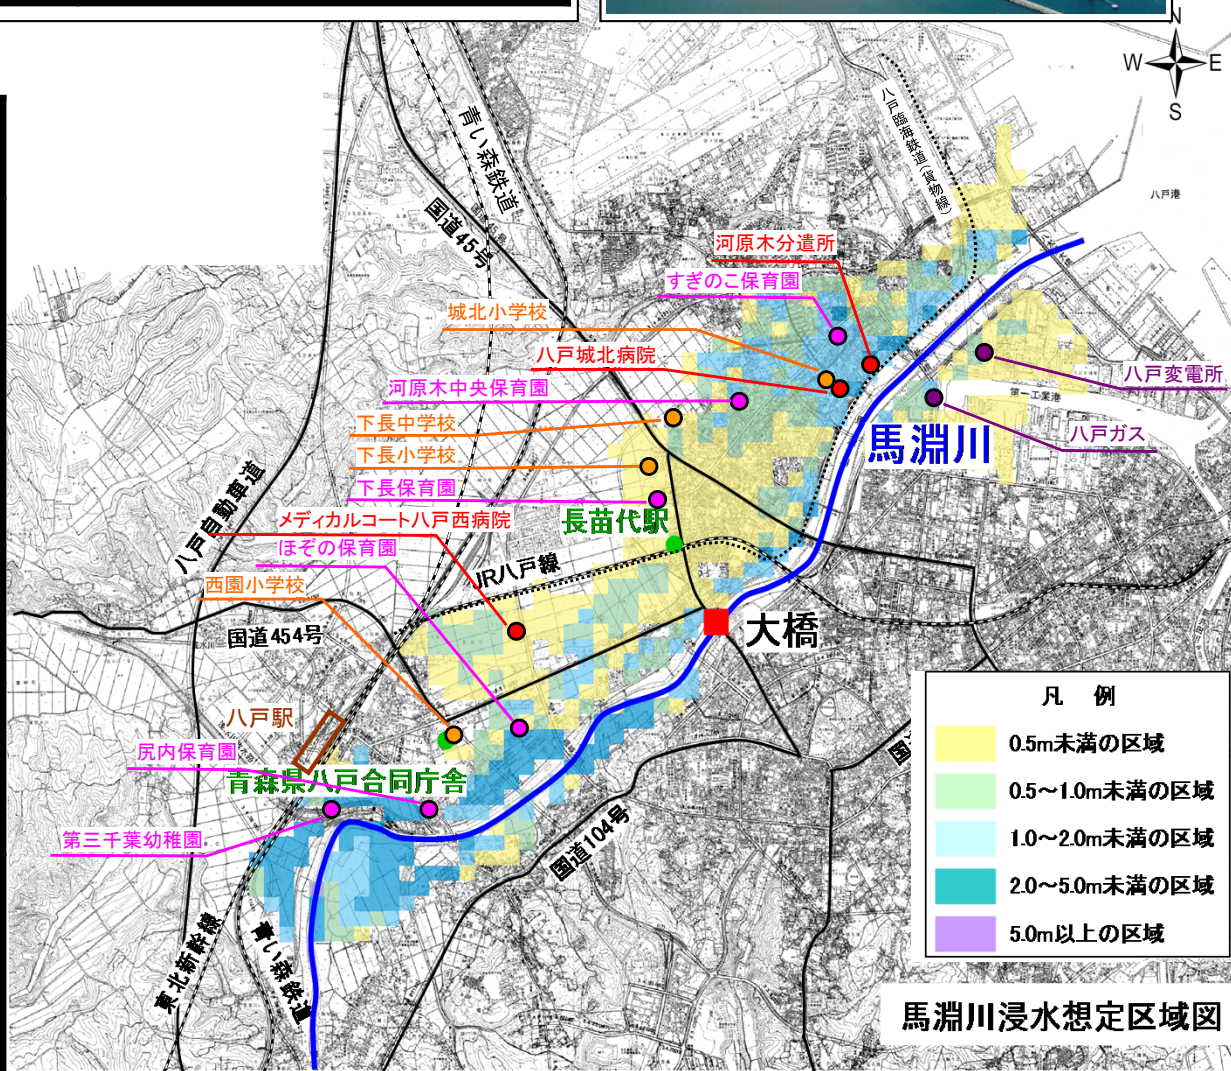 N
W
E
S
八戸港
八戸臨海鉄道(貨物線)
青い森鉄道
国道45号
河原木分遣所
すぎのこ保育園
城北小学校
八戸城北病院
河原木中央保育園
下長中学校
下長小学校
下長保育園
八戸変電所
第一工業港
八戸ガス
馬淵川
八戸自動車道
長苗代駅
メディカルコート八戸西病院
ほぞの保育園
JR八戸線
西園小学校
国道454号
大橋
八戸駅
尻内保育園
青森県八戸合同庁舎
第三千葉幼稚園
国道104号
東北新幹線
青い森鉄道
凡 例
0.5m未満の区域
0.5～1.0m未満の区域
1.0～2.0m未満の区域
2.0～5.0m未満の区域
5.0m以上の区域
馬淵川浸水想定区域図